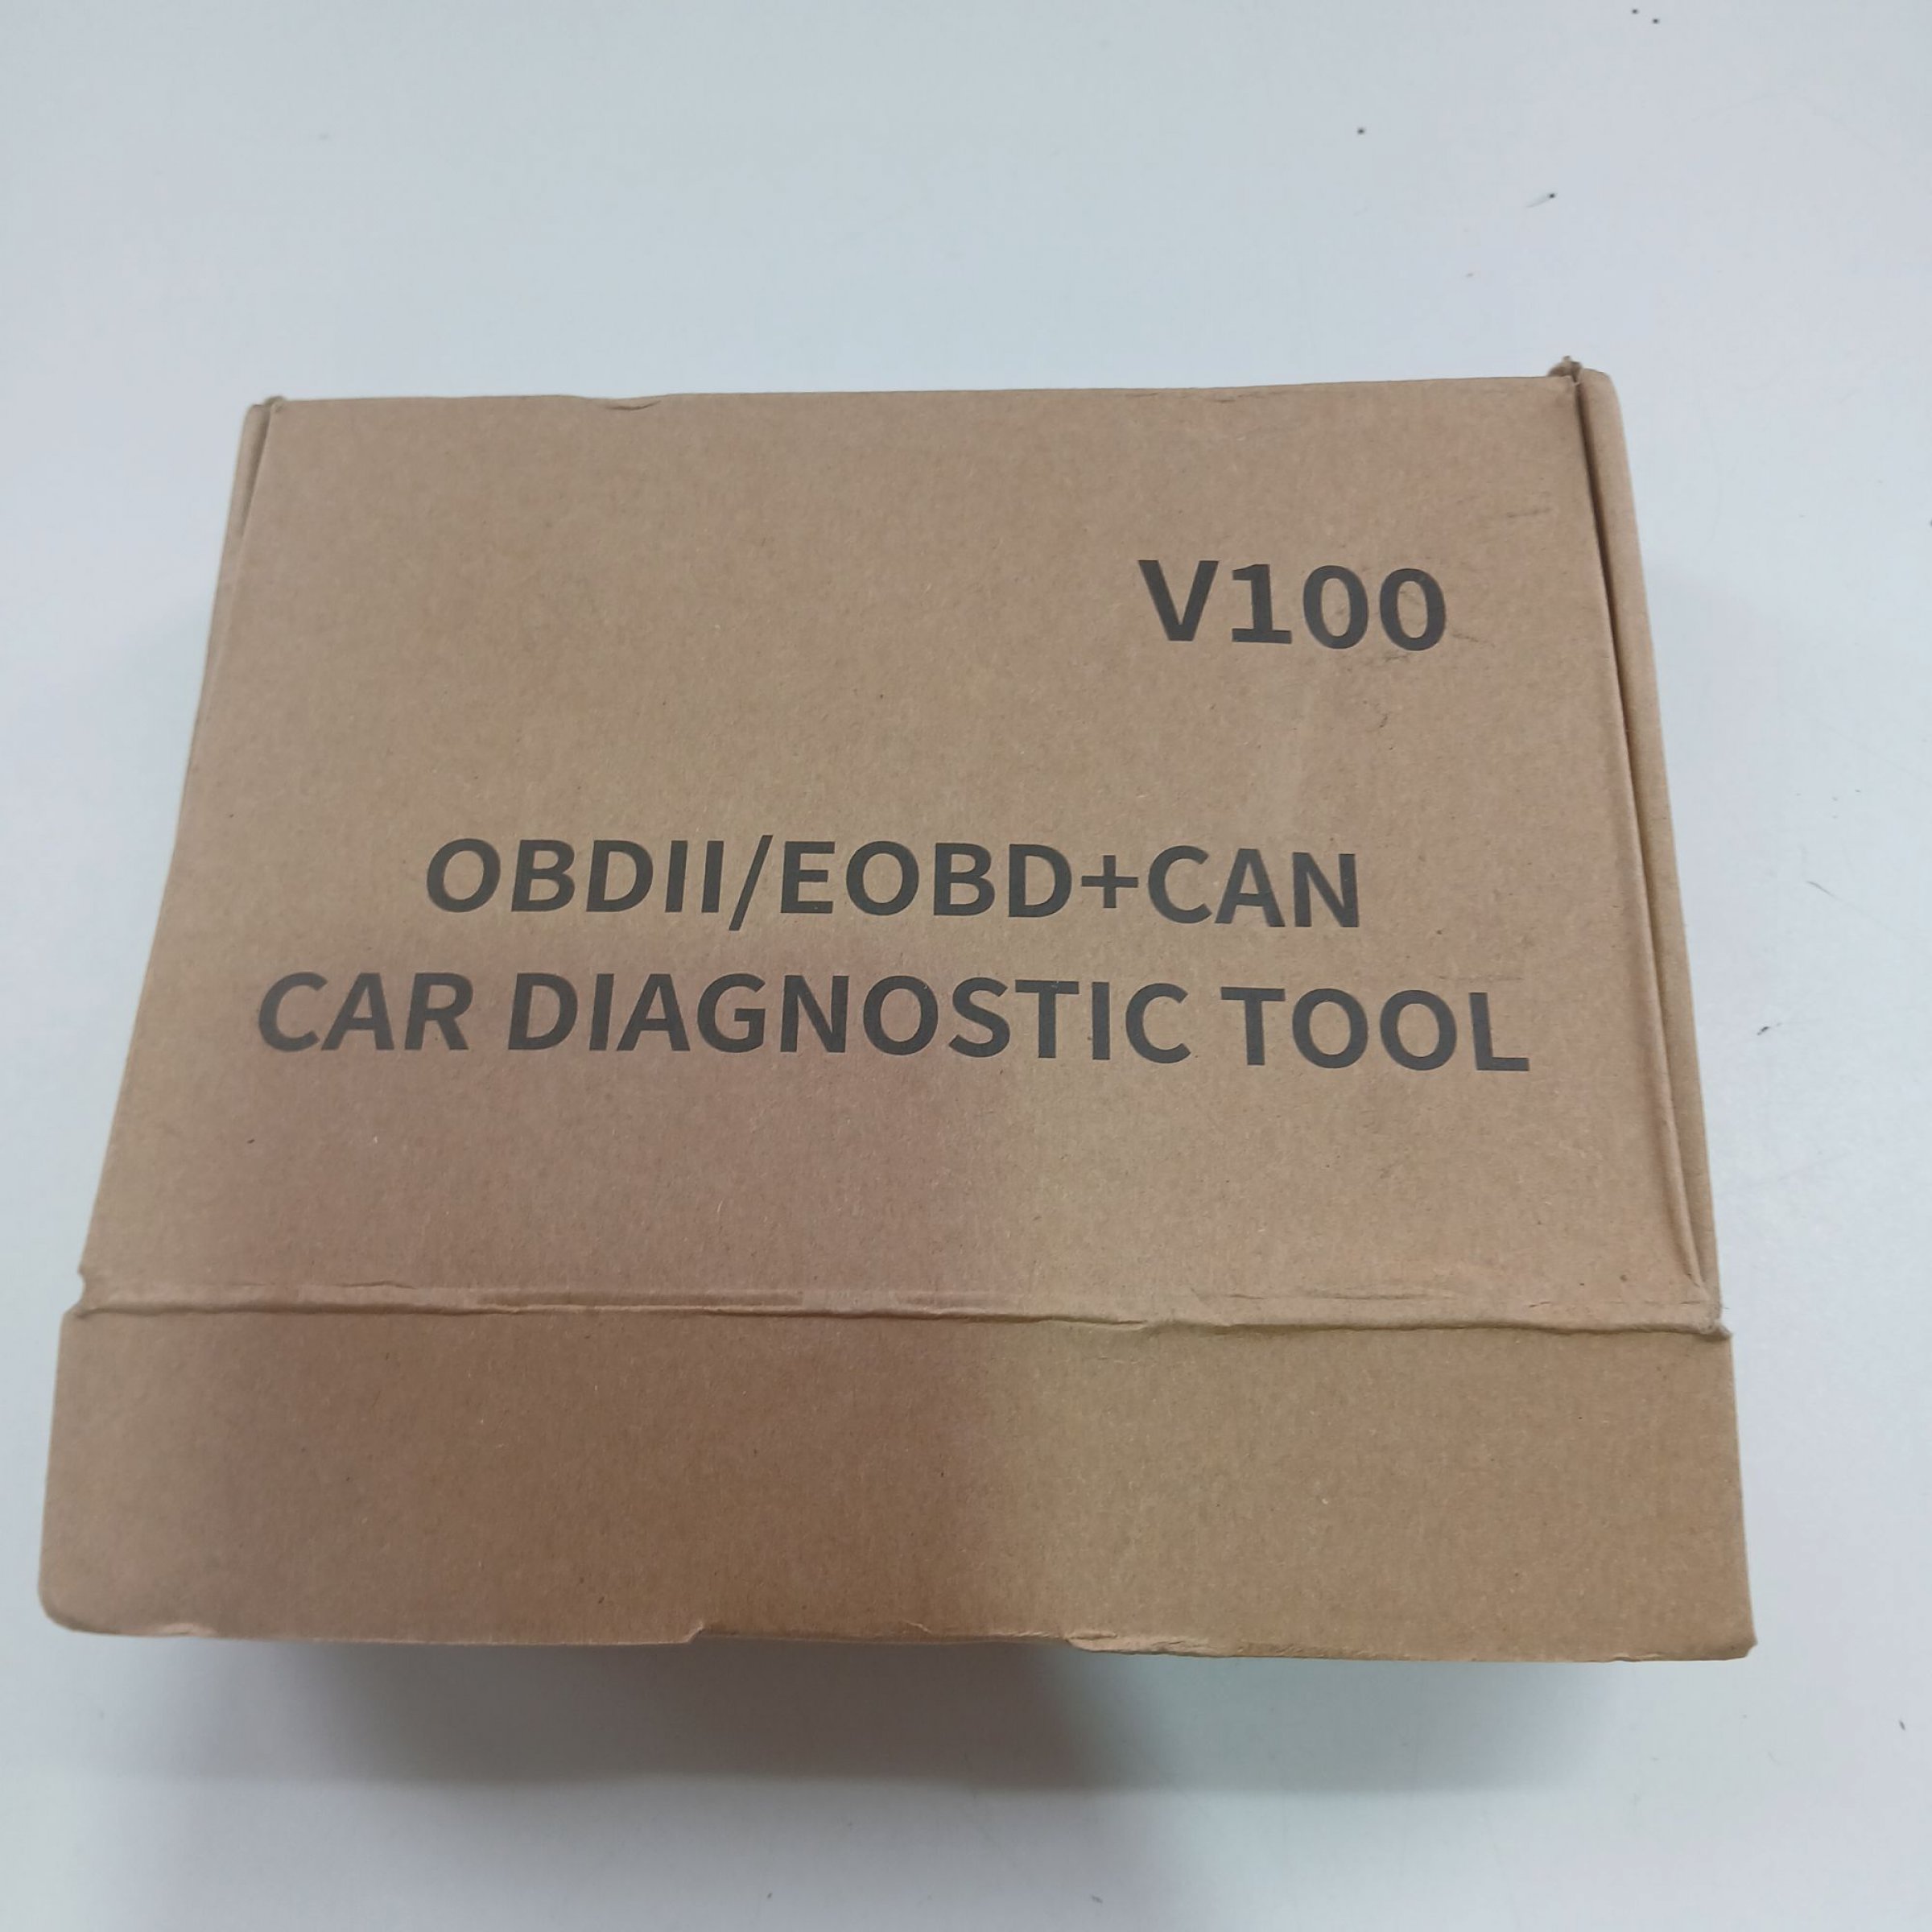 V100
OBDII/EOBD+CAN
CAR DIAGNOSTIC TOOL